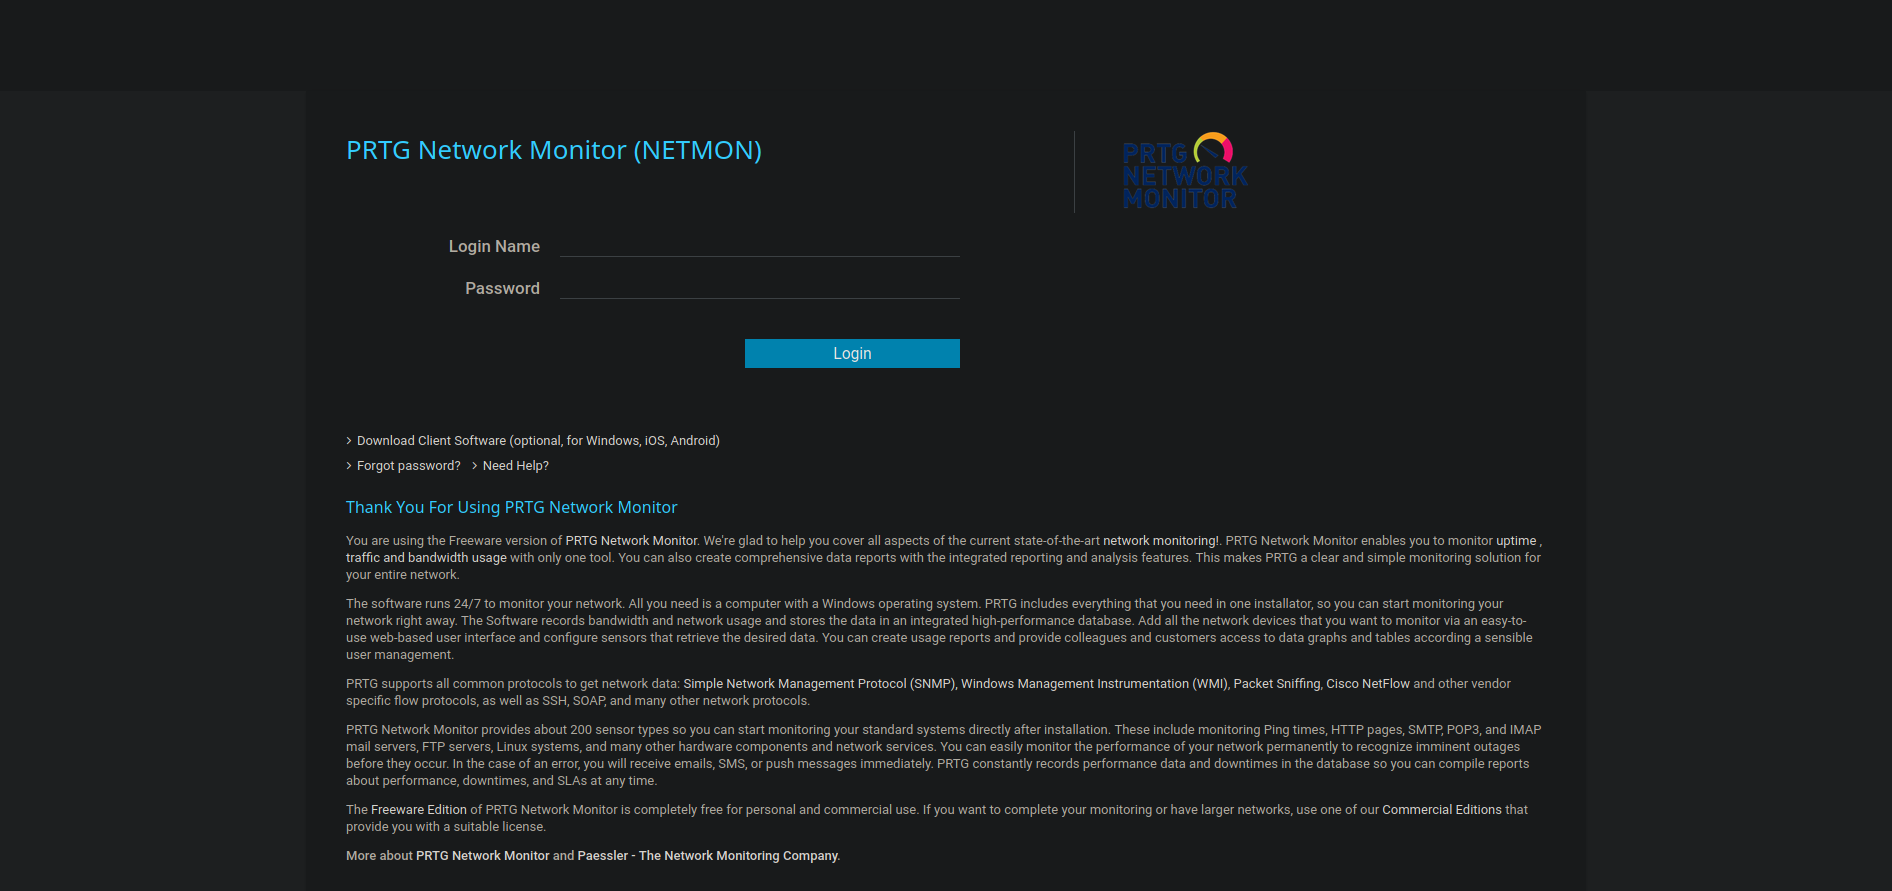 PRTG Network Monitor (NETMON)
PRTG
NETWORK
MONITOR
Login Name
Password
Login
Download Client Software (optional, for Windows, iOS, Android)
Forgot password? Need Help?
Thank You For Using PRTG Network Monitor
You are using the Freeware version of PRTG Network Monitor. We're glad to help you cover all aspects of the current state-of-the-art network monitoring!. PRTG Network Monitor enables you to monitor uptime ,
traffic and bandwidth usage with only one tool. You can also create comprehensive data reports with the integrated reporting and analysis features. This makes PRTG a clear and simple monitoring solution for
your entire network.
The software runs 24/7 to monitor your network. All you need is a computer with a Windows operating system. PRTG includes everything that you need in one installator, so you can start monitoring your
network right away. The Software records bandwidth and network usage and stores the data in an integrated high-performance database. Add all the network devices that you want to monitor via an easy-to-
use web-based user interface and configure sensors that retrieve the desired data. You can create usage reports and provide colleagues and customers access to data graphs and tables according a sensible
user management.
PRTG supports all common protocols to get network data: Simple Network Management Protocol (SNMP), Windows Management Instrumentation (WMI), Packet Sniffing, Cisco NetFlow and other vendor
specific flow protocols, as well as SSH, SOAP, and many other network protocols.
PRTG Network Monitor provides about 200 sensor types so you can start monitoring your standard systems directly after installation. These include monitoring Ping times, HTTP pages, SMTP, POP3, and IMAP
mail servers, FTP servers, Linux systems, and many other hardware components and network services. You can easily monitor the performance of your network permanently to recognize imminent outages
before they occur. In the case of an error, you will receive emails, SMS, or push messages immediately. PRTG constantly records performance data and downtimes in the database so you can compile reports
about performance, downtimes, and SLAs at any time.
The Freeware Edition of PRTG Network Monitor is completely free for personal and commercial use. If you want to complete your monitoring or have larger networks, use one of our Commercial Editions that
provide you with a suitable license.
More about PRTG Network Monitor and Paessler - The Network Monitoring Company.